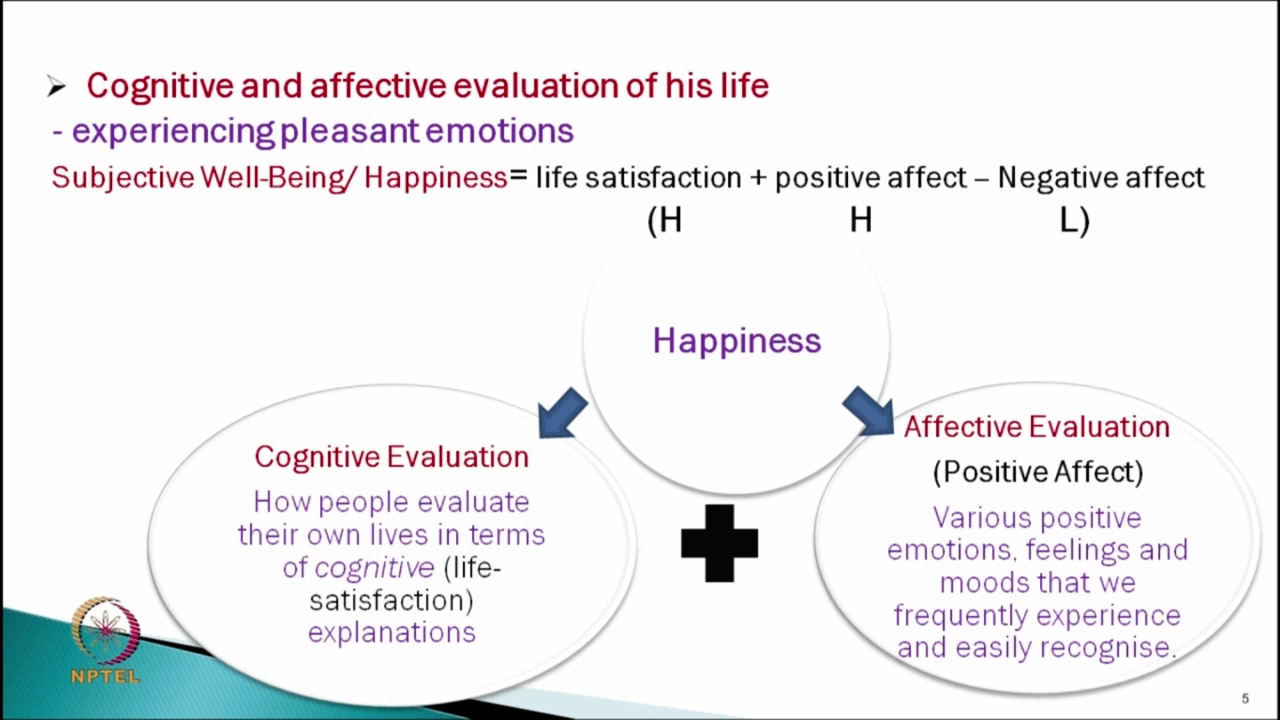 ➢ Cognitive and affective evaluation of his life
- experiencing pleasant emotions
Subjective Well-Being/ Happiness= life satisfaction + positive affect – Negative affect
(H H L)
Happiness
Cognitive Evaluation
How people evaluate
their own lives in terms
of cognitive (life-
satisfaction)
explanations
Affective Evaluation
(Positive Affect)
Various positive
emotions, feelings and
moods that we
frequently experience
and easily recognise.
NPTEL
5